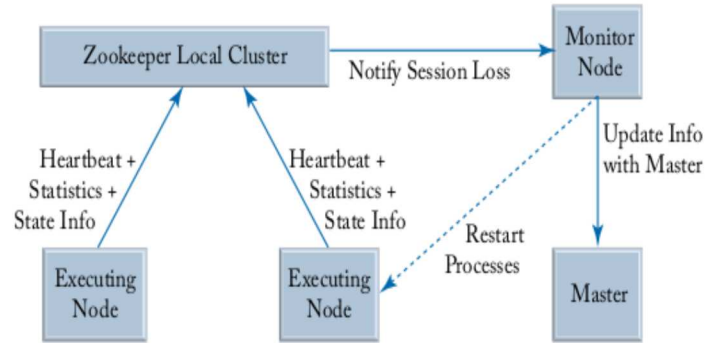 Zookeeper Local Cluster
Notify Session Loss
Monitor
Node
Update Info
with Master
Heartbeat +
Statistics +
State Info
Heartbeat +
Statistics +
State Info
Restart
Processes
Executing
Node
Executing
Node
Master